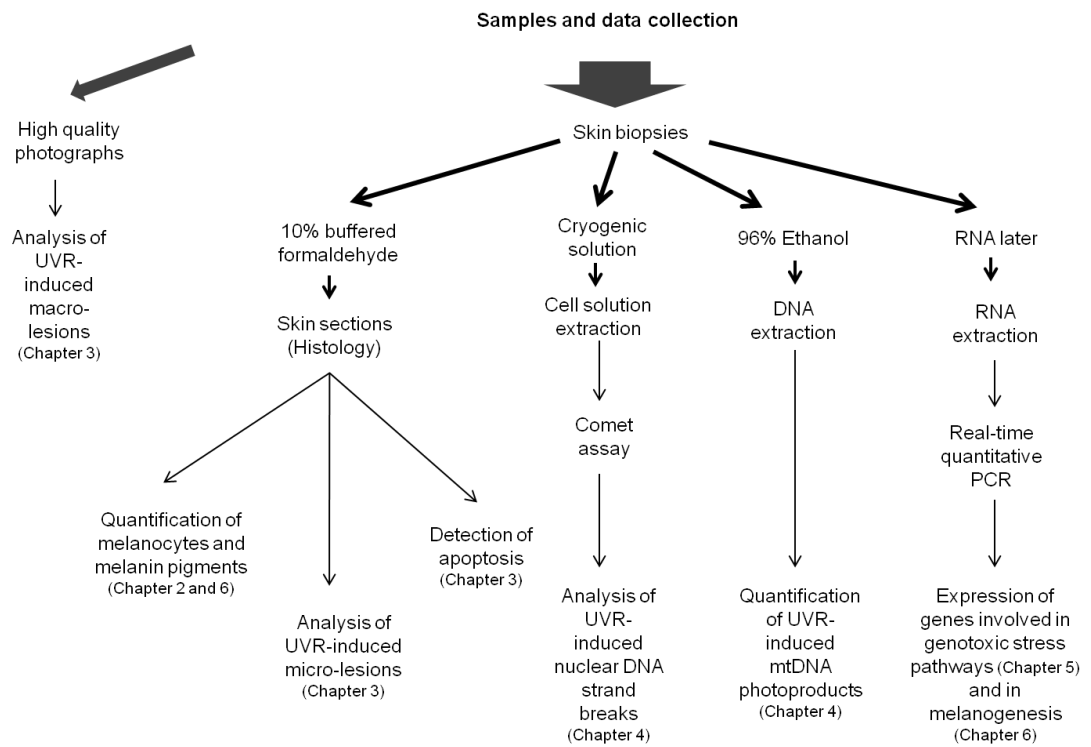 Samples and data collection
High quality
photographs
Analysis of
UVR-
induced
macro-
lesions
(Chapter 3)
Skin biopsies
10% buffered
formaldehyde
Skin sections
(Histology)
Quantification of
melanocytes and
melanin pigments
(Chapter 2 and 6)
Analysis of
UVR-induced
micro-lesions
(Chapter 3)
Detection of
apoptosis
(Chapter 3)
Cryogenic
solution
Cell solution
extraction
Comet
assay
Analysis of
UVR-
induced
nuclear DNA
strand
breaks
(Chapter 4)
96% Ethanol
DNA
extraction
Quantification
of UVR-
induced
mtDNA
photoproducts
(Chapter 4)
RNA later
RNA
extraction
Real-time
quantitative
PCR
Expression of
genes involved in
genotoxic stress
pathways (Chapter 5)
and in
melanogenesis
(Chapter 6)